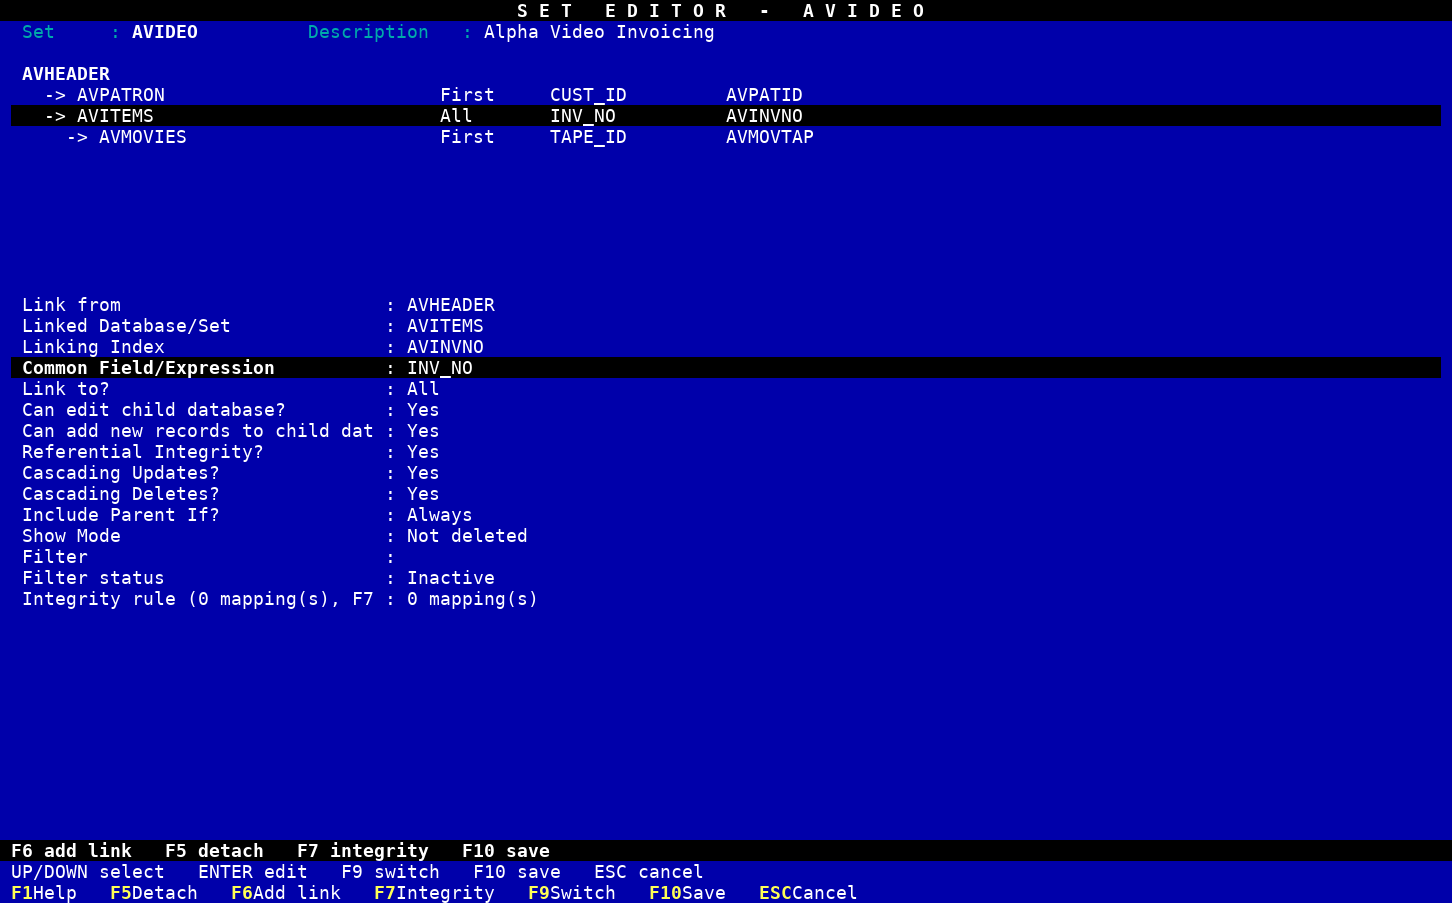 S E T   E D I T O R   -   A V I D E O
Set     : AVIDEO          Description   : Alpha Video Invoicing
AVHEADER
-> AVPATRON                         First     CUST_ID         AVPATID
-> AVITEMS                          All       INV_NO          AVINVNO
-> AVMOVIES                       First     TAPE_ID         AVMOVTAP
Link from                        : AVHEADER
Linked Database/Set              : AVITEMS
Linking Index                    : AVINVNO
Common Field/Expression          : INV_NO
Link to?                         : All
Can edit child database?         : Yes
Can add new records to child dat : Yes
Referential Integrity?           : Yes
Cascading Updates?               : Yes
Cascading Deletes?               : Yes
Include Parent If?               : Always
Show Mode                        : Not deleted
Filter                           :
Filter status                    : Inactive
Integrity rule (0 mapping(s), F7 : 0 mapping(s)
F6 add link   F5 detach   F7 integrity   F10 save
UP/DOWN select   ENTER edit   F9 switch   F10 save   ESC cancel
F1Help   F5Detach   F6Add link   F7Integrity   F9Switch   F10Save   ESCCancel